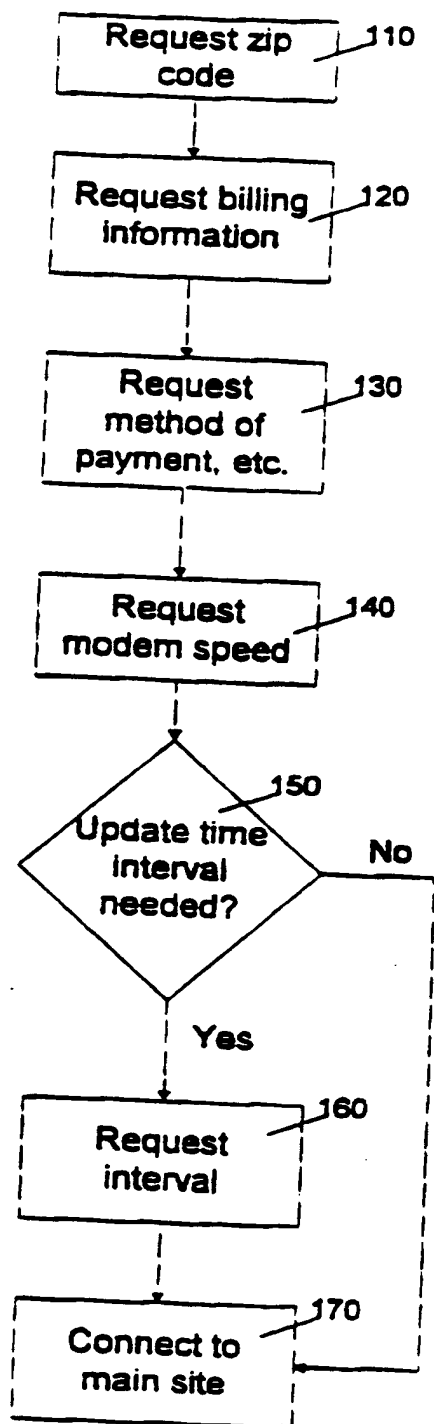 Request zip
code
110
Request billing
information
120
Request
method of
payment, etc.
130
Request
modem speed
140
150
Update time
interval
needed?
No
Yes
160
Request
interval
170
Connect to
main site